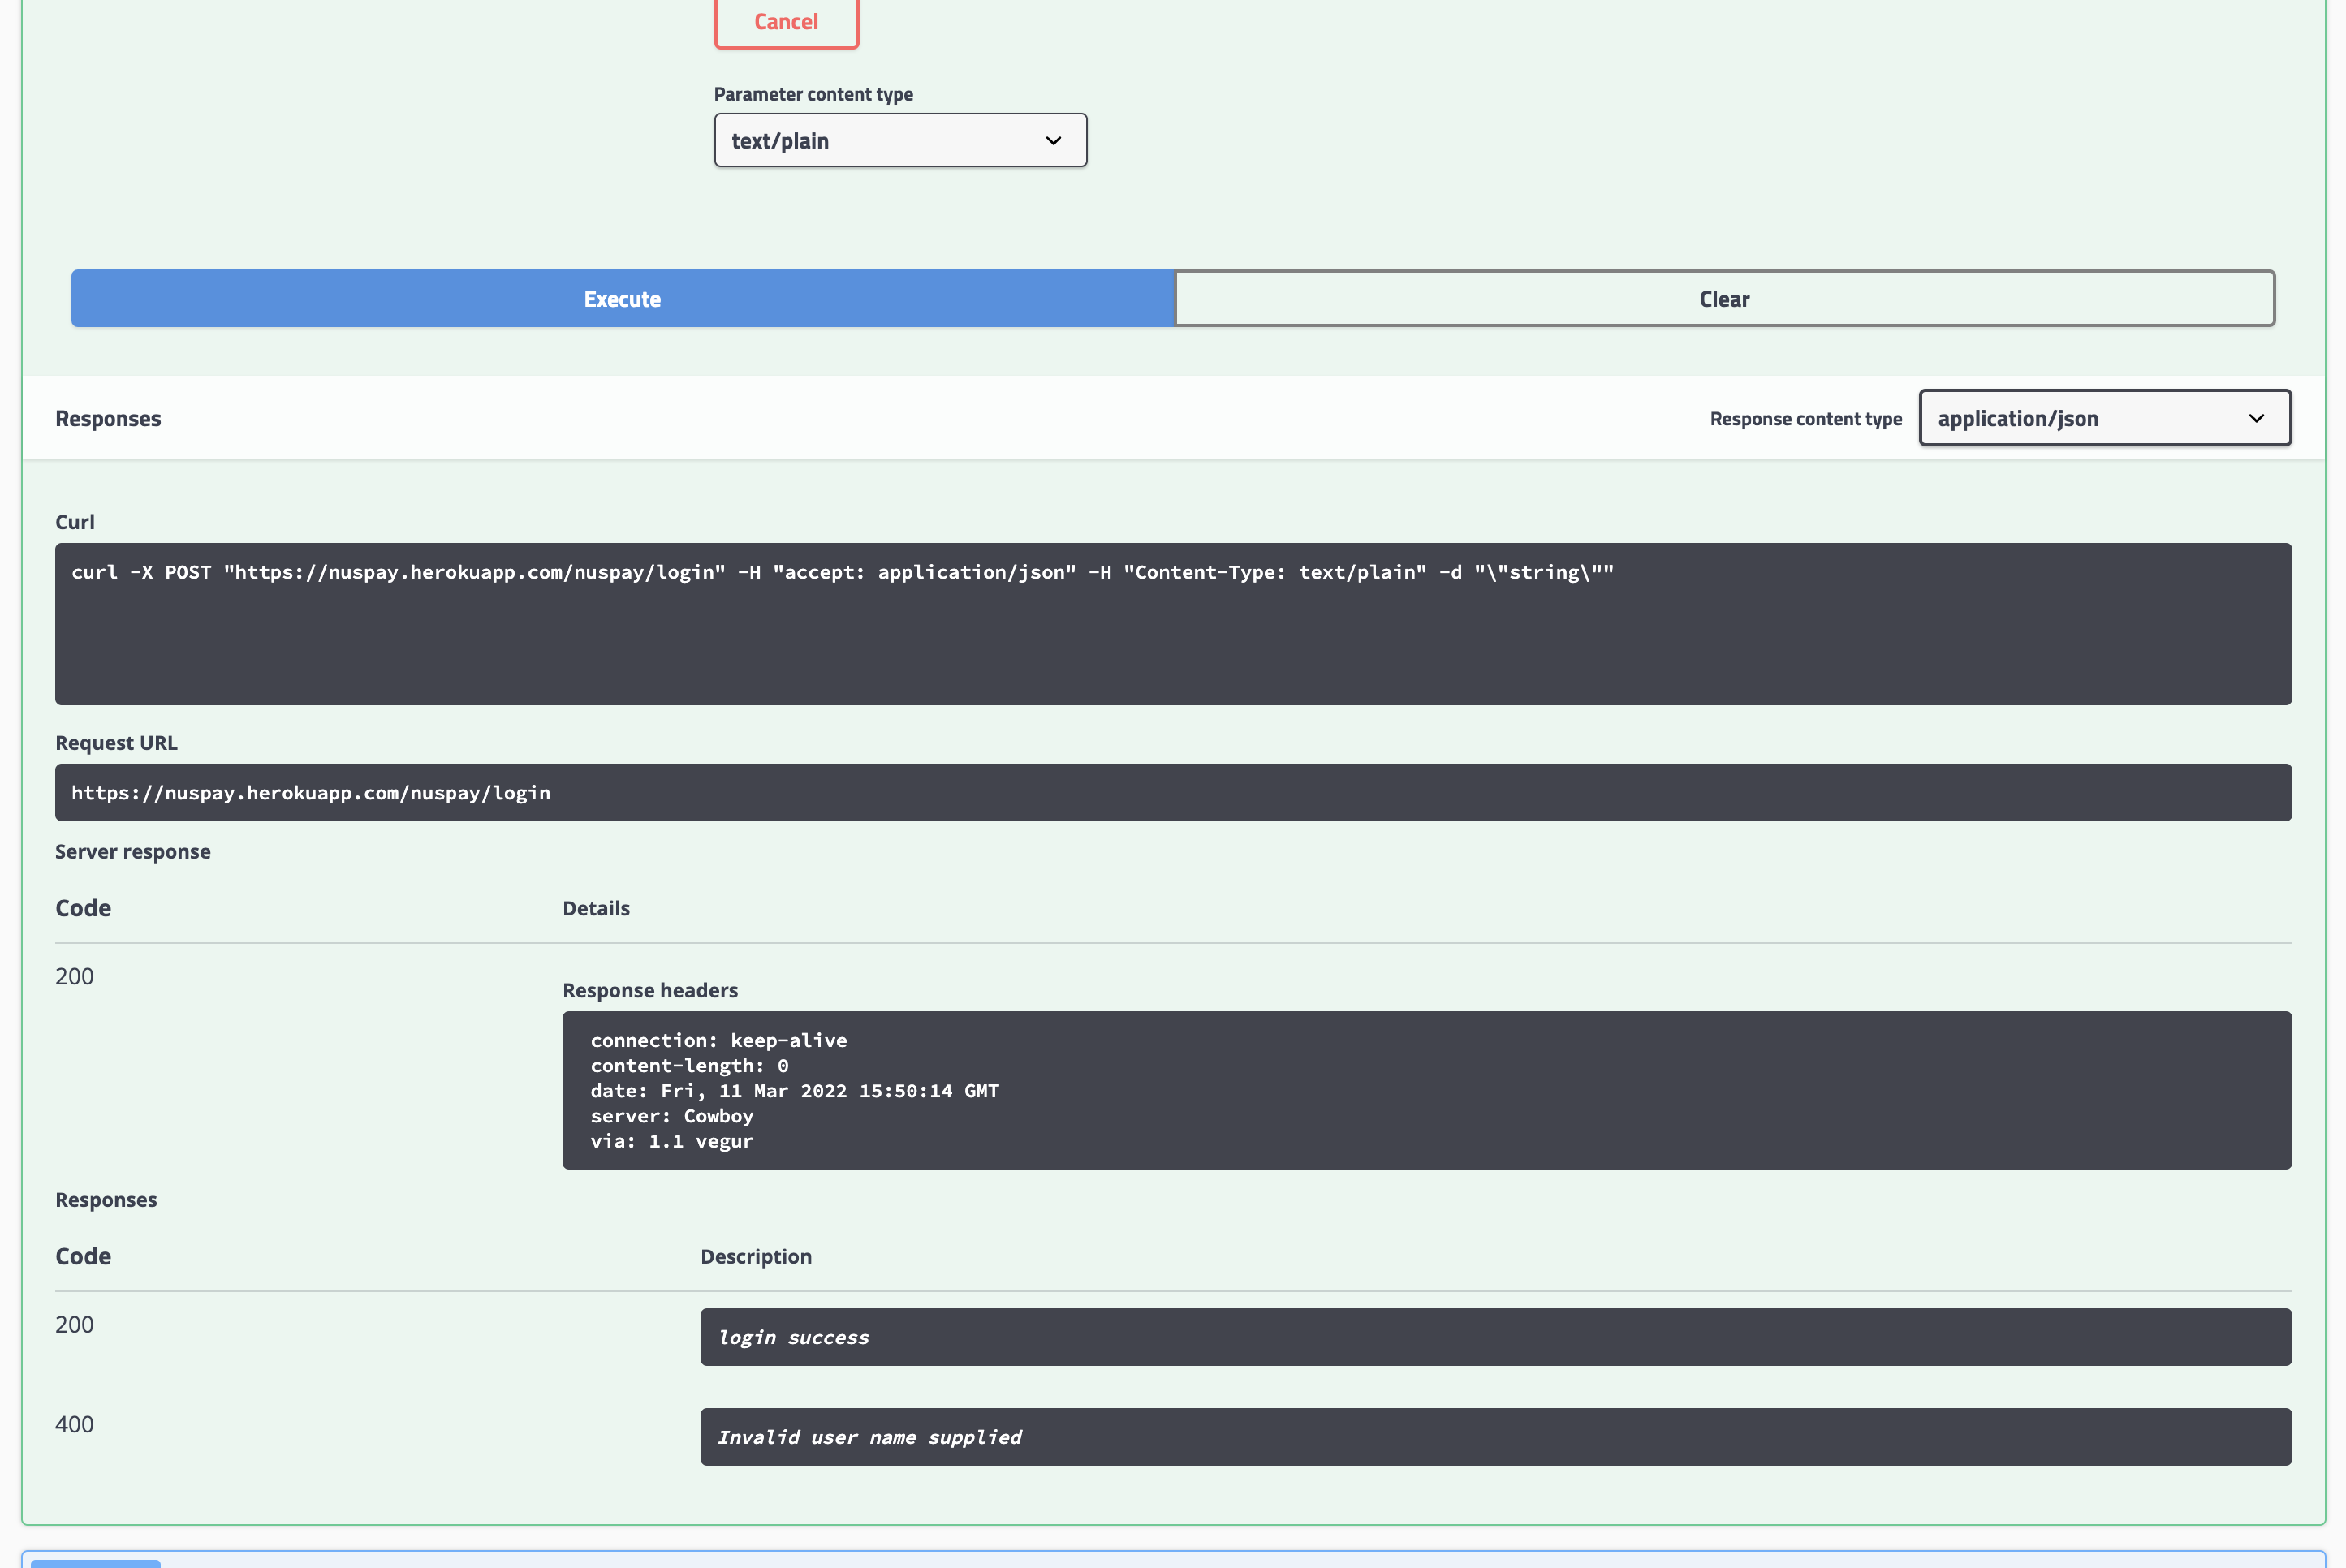 Cancel
Parameter content type
text/plain
Execute
Clear
Responses
Response content type
application/json
Curl
curl -X POST "https://nuspay.herokuapp.com/nuspay/login" -H "accept: application/json" -H "Content-Type: text/plain" -d "\"string\""
Request URL
https://nuspay.herokuapp.com/nuspay/login
Server response
Code
Details
200
Response headers
connection: keep-alive
content-length: 0
date: Fri, 11 Mar 2022 15:50:14 GMT
server: Cowboy
via: 1.1 vegur
Responses
Code
Description
200
login success
400
Invalid user name supplied